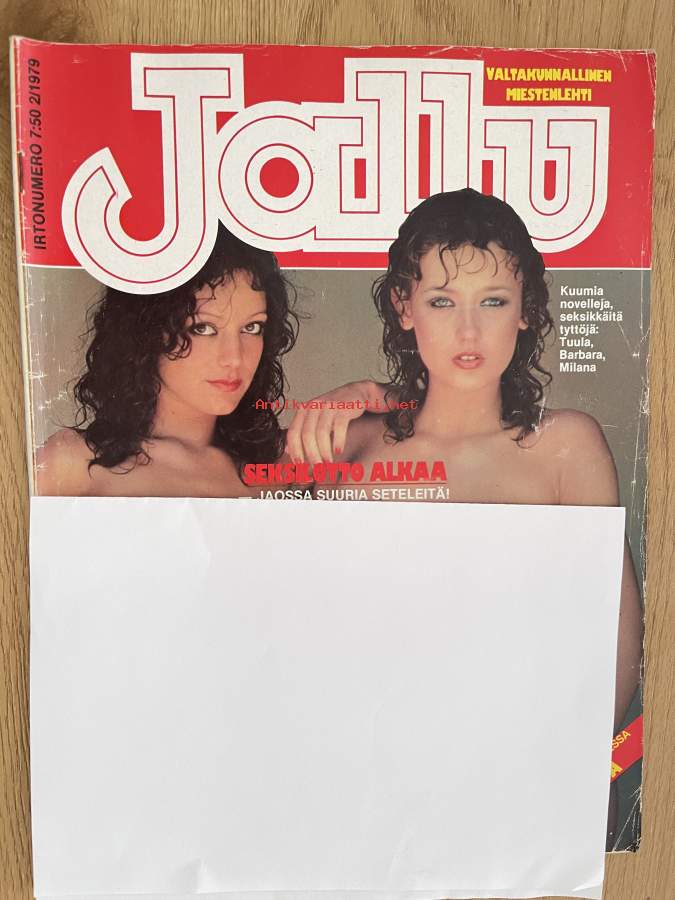 IRTONUMERO 7:50 2/1979
Jallu
VALTAKUNNALLINEN
MIESTENLEHTI
Kuumia
novelleja,
seksikkäitä
tyttöjä:
Tuula,
Barbara,
Milana
Antikvariaatti.net
SEKSILOTTO ALKAA
— JAOSSA SUURIA SETELEITÄ!
SSA
A